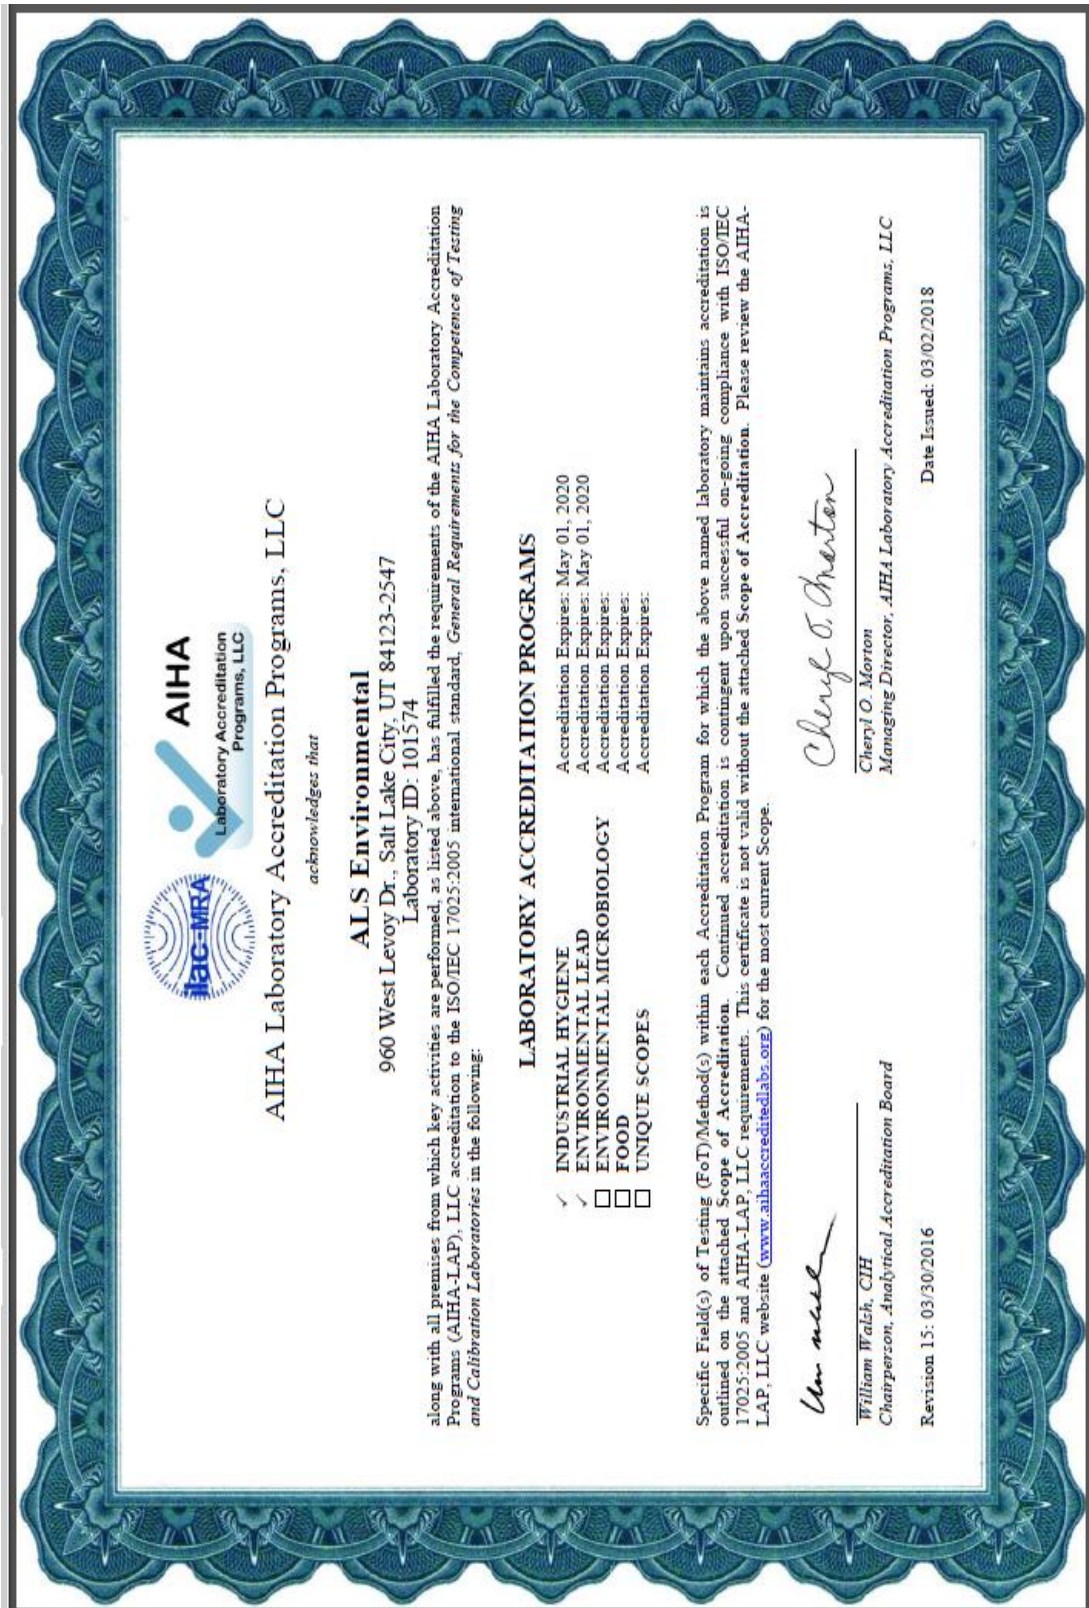 ilac-MRA
AIHA
Laboratory Accreditation
Programs, LLC
AIHA Laboratory Accreditation Programs, LLC
acknowledges that
ALS Environmental
960 West Levoy Dr., Salt Lake City, UT 84123-2547
Laboratory ID: 101574
along with all premises from which key activities are performed, as listed above, has fulfilled the requirements of the AIHA Laboratory Accreditation
Programs (AIHA-LAP), LLC accreditation to the ISO/IEC 17025:2005 international standard, General Requirements for the Competence of Testing
and Calibration Laboratories in the following:
LABORATORY ACCREDITATION PROGRAMS
✓ INDUSTRIAL HYGIENE Accreditation Expires: May 01, 2020
✓ ENVIRONMENTAL LEAD Accreditation Expires: May 01, 2020
☐ ENVIRONMENTAL MICROBIOLOGY Accreditation Expires:
☐ FOOD Accreditation Expires:
☐ UNIQUE SCOPES Accreditation Expires:
Specific Field(s) of Testing (FoT)/Method(s) within each Accreditation Program for which the above named laboratory maintains accreditation is
outlined on the attached Scope of Accreditation. Continued accreditation is contingent upon successful on-going compliance with ISO/IEC
17025:2005 and AIHA-LAP, LLC requirements. This certificate is not valid without the attached Scope of Accreditation. Please review the AIHA-
LAP, LLC website (www.aihaaccreditedlabs.org) for the most current Scope.
Cheryl O. Morton
William Walsh, CIH Cheryl O. Morton
Chairperson, Analytical Accreditation Board Managing Director, AIHA Laboratory Accreditation Programs, LLC
Revision 15: 03/30/2016 Date Issued: 03/02/2018